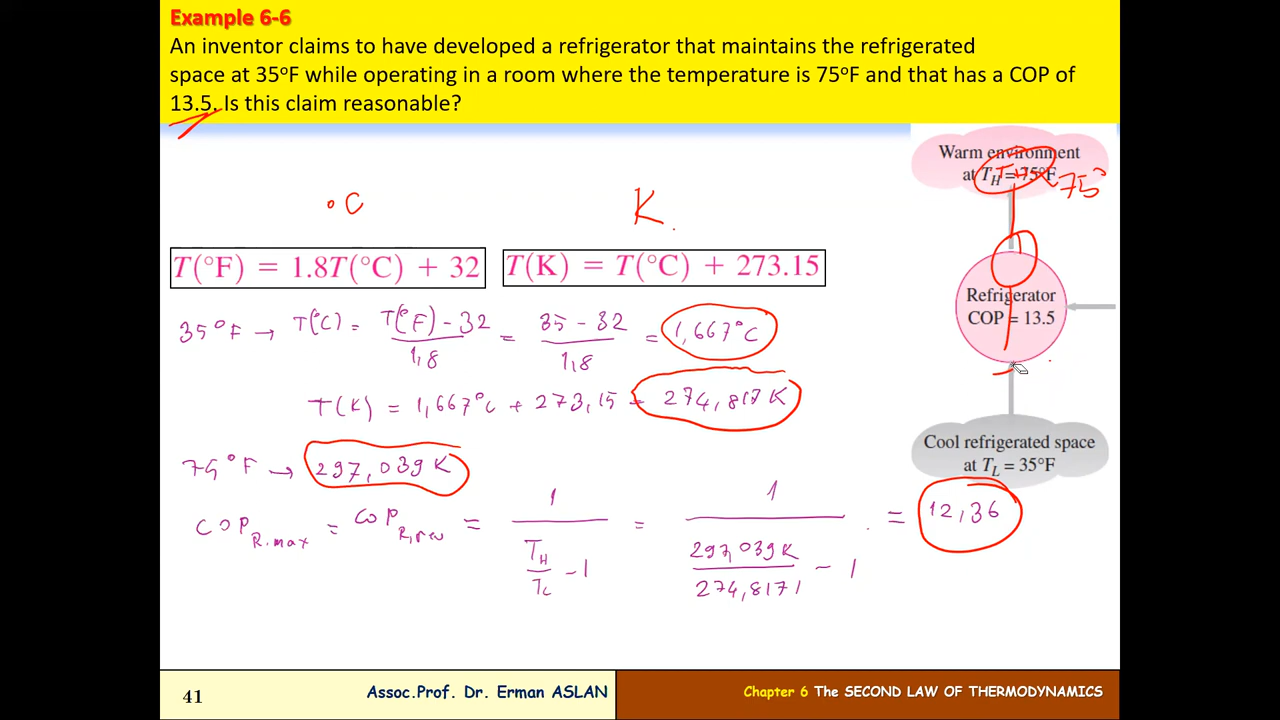 Example 6-6
An inventor claims to have developed a refrigerator that maintains the refrigerated
space at 35°F while operating in a room where the temperature is 75°F and that has a COP of
13.5. Is this claim reasonable?
Warm environment
at T_H = 75°F
75°
°C
K
T(°F) = 1.8T(°C) + 32
T(K) = T(°C) + 273.15
Refrigerator
COP = 13.5
35°F → T(°C) = T(°F) - 32 / 1,8 = 35 - 32 / 1,8 = 1,667°C
T(K) = 1,667°C + 273,15 = 274,817 K
Cool refrigerated space
at T_L = 35°F
75°F → 297,039 K
COP R.max = COP R,rev = 1 / T_H / T_L - 1 = 1 / 297,039K / 274,8171 - 1 = 12,36
41
Assoc.Prof. Dr. Erman ASLAN
Chapter 6 The SECOND LAW OF THERMODYNAMICS